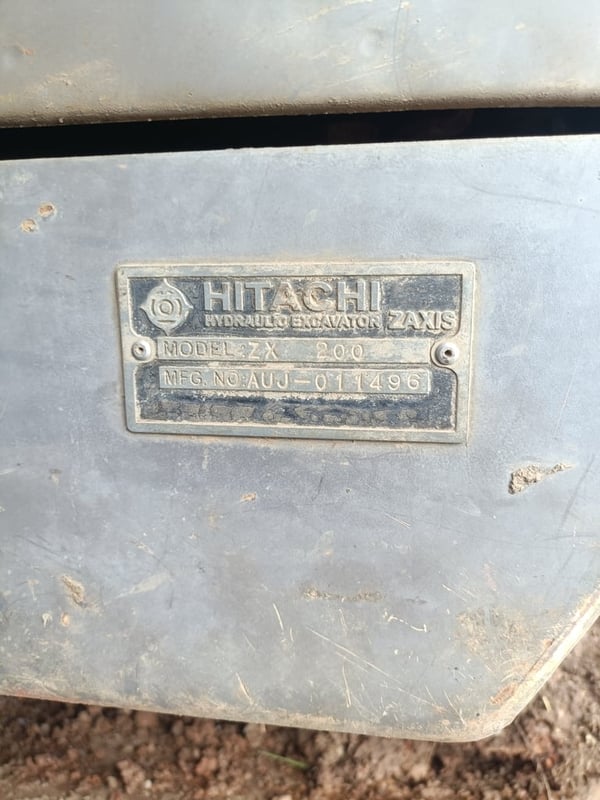 HITACHI
HYDRAULIC EXCAVATOR ZAXIS
MODEL ZX 200
MFG. NO. AUJ-011496